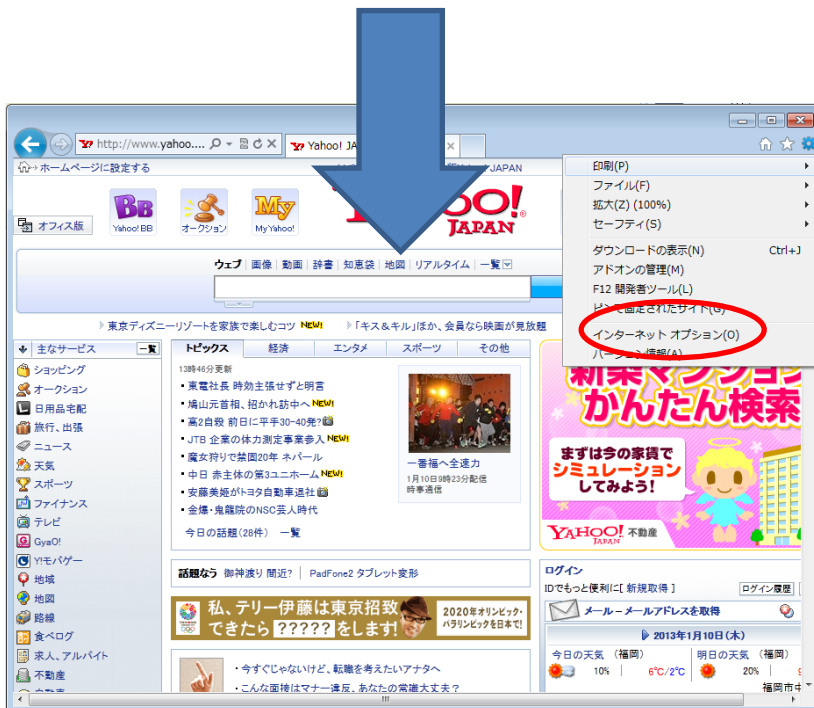 http://www.yahoo....
Yahoo! JA
ホームページに設定する
JAPAN
印刷(P)
ファイル(F)
拡大(Z) (100%)
セーフティ(S)
ダウンロードの表示(N) Ctrl+J
アドオンの管理(M)
F12 開発者ツール(L)
ピンで固定されたサイト(G)
インターネット オプション(O)
バージョン情報(A)
オフィス版
BB
Yahoo! BB
オークション
My
My Yahoo!
YAHOO!
JAPAN
ウェブ 画像 動画 辞書 知恵袋 地図 リアルタイム 一覧
東京ディズニーリゾートを家族で楽しむコツ NEW! 「キス&キル」ほか、会員なら映画が見放題
主なサービス 一覧
ショッピング
オークション
日用品宅配
旅行、出張
ニュース
天気
スポーツ
ファイナンス
テレビ
GyaO!
Y!モバゲー
地域
地図
路線
食べログ
求人、アルバイト
不動産
トピックス 経済 エンタメ スポーツ その他
13時46分更新
東電社長 時効主張せずと明言
鳩山元首相、招かれ訪中へ NEW!
高2自殺 前日に平手30-40発?
JTB 企業の体力測定事業参入 NEW!
魔女狩りで禁固20年 ネパール
中日 赤主体の第3ユニホーム NEW!
安藤美姫がトヨタ自動車退社
金爆・鬼龍院のNSC芸人時代
今日の話題(28件) 一覧
一番福へ全速力
1月10日9時23分配信
時事通信
話題なう 御神渡り 間近? PadFone2 タブレット変形
私、テリー伊藤は東京招致
できたら ????? をします!
2020年オリンピック・
パラリンピックを日本で!
今すぐじゃないけど、転職を考えたいアナタへ
こんな面接はマナー違反、あなたの常識大丈夫?
新築マンション
かんたん検索
まずは今の家賃で
シミュレーション
してみよう!
YAHOO! 不動産
JAPAN
ログイン
IDでもっと便利に[ 新規取得 ] ログイン履歴
メール - メールアドレスを取得
2013年1月10日(木)
今日の天気 (福岡) 明日の天気 (福岡)
10% 6℃/2℃ 20%
福岡市中